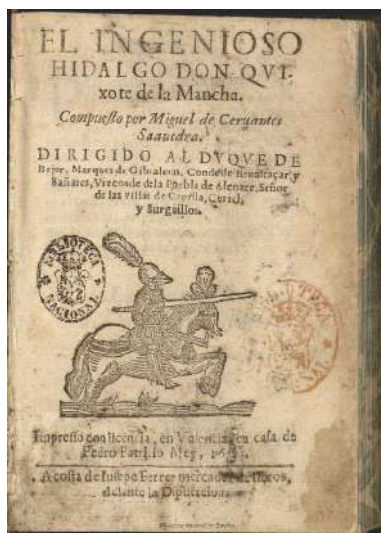 EL INGENIOSO
HIDALGO DON QVI-
xote de la Mancha.
Compuesto por Miguel de Ceruantes
Saauedra.
DIRIGIDO AL DVQVE DE
Bejar, Marques de Gibraleon, Conde de Benalcaçar, y
Bañares, Vizconde de la Puebla de Alcozer, Señor
de las villas de Capilla, Curiel,
y Burguillos.
BIBLIOTECA
NACIONAL
Impresso con licencia, en Valencia, en casa de
Pedro Patricio Mey,
A costa de Iusepe Ferrer mercader de libros,
delante la Diputacion.